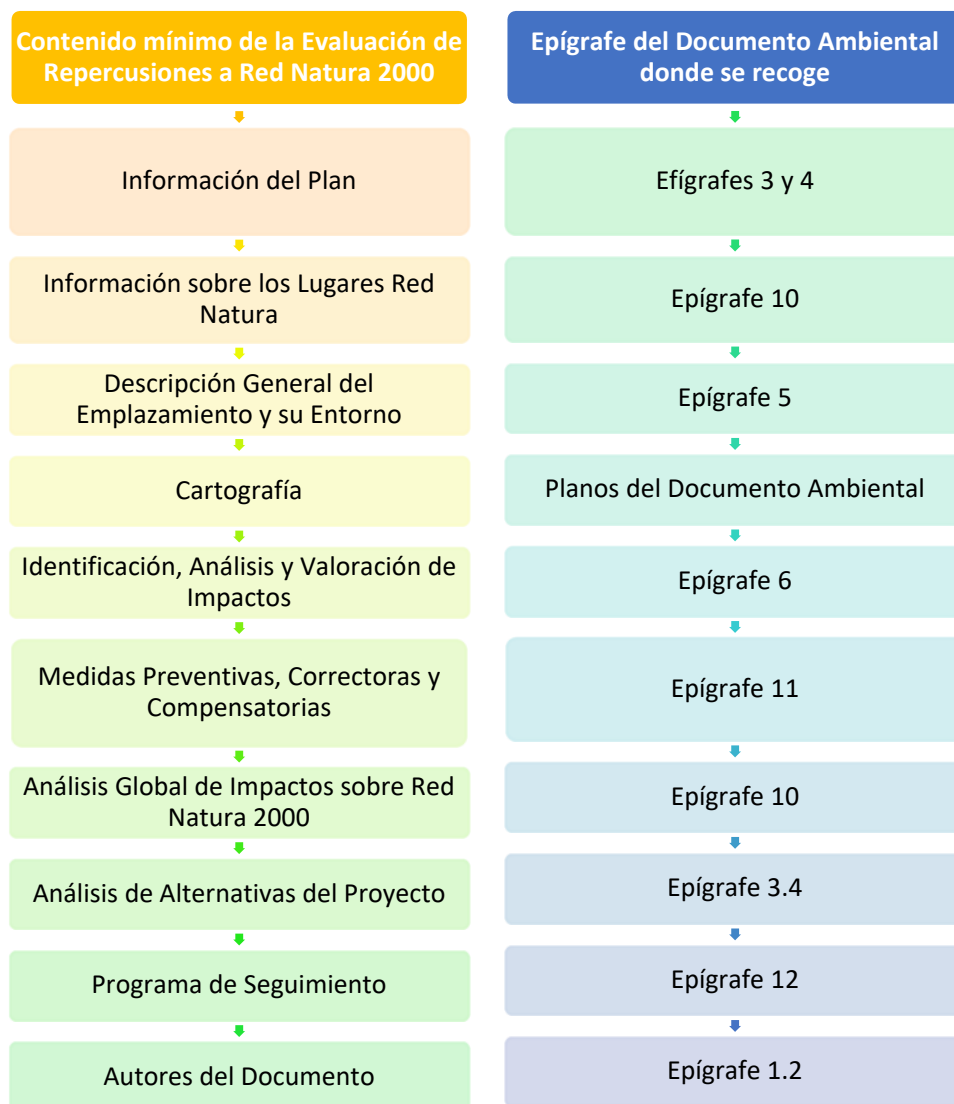 Contenido mínimo de la Evaluación de
Repercusiones a Red Natura 2000
Epígrafe del Documento Ambiental
donde se recoge
Información del Plan
Efígrafes 3 y 4
Información sobre los Lugares Red
Natura
Epígrafe 10
Descripción General del
Emplazamiento y su Entorno
Epígrafe 5
Cartografía
Planos del Documento Ambiental
Identificación, Análisis y Valoración de
Impactos
Epígrafe 6
Medidas Preventivas, Correctoras y
Compensatorias
Epígrafe 11
Análisis Global de Impactos sobre Red
Natura 2000
Epígrafe 10
Análisis de Alternativas del Proyecto
Epígrafe 3.4
Programa de Seguimiento
Epígrafe 12
Autores del Documento
Epígrafe 1.2